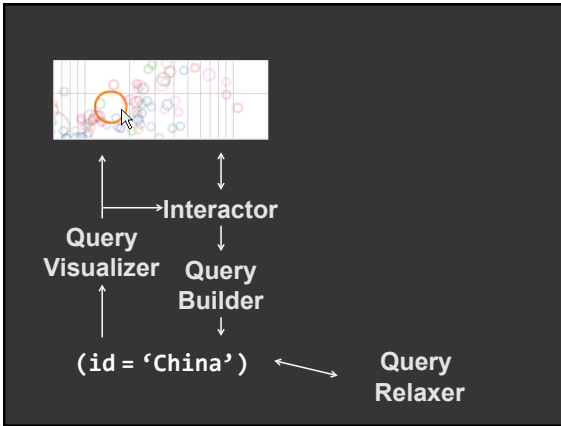 Interactor
Query
Visualizer
Query
Builder
(id = ‘China’)
Query
Relaxer